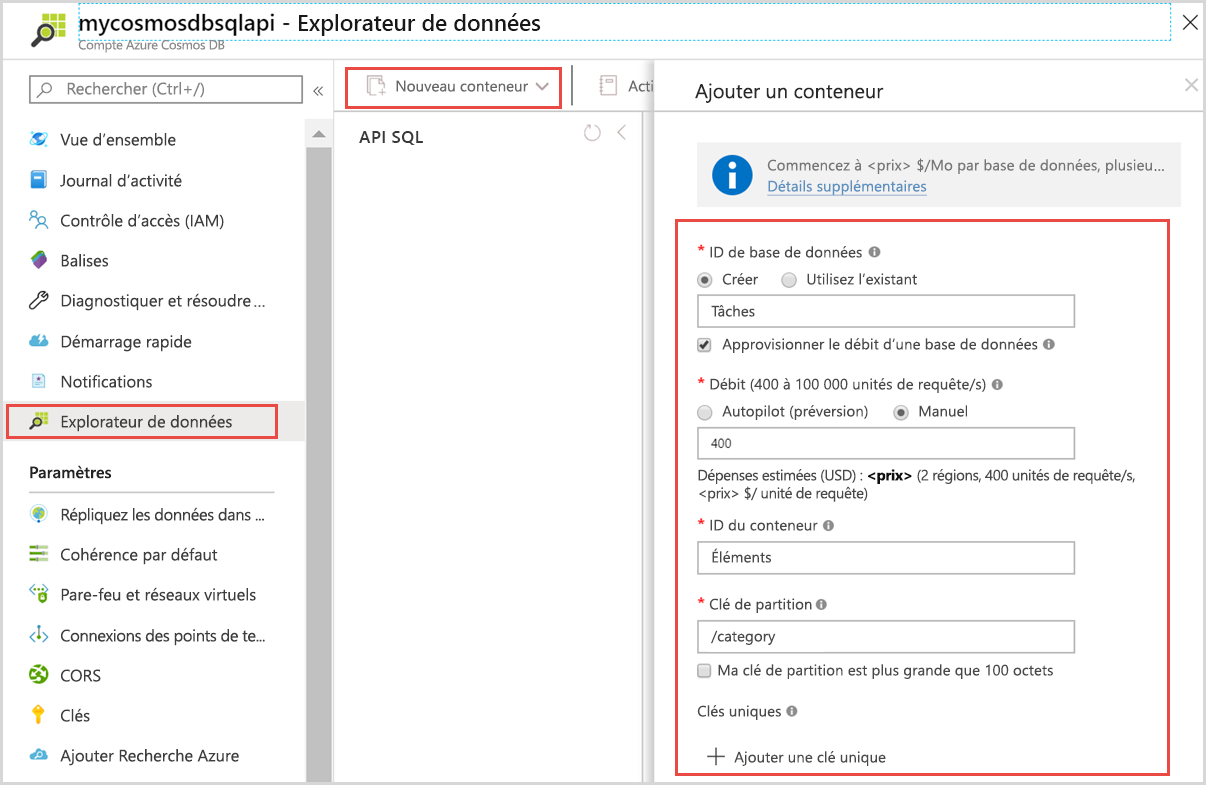 mycosmosdbsqlapi - Explorateur de données
Compte Azure Cosmos DB
Rechercher (Ctrl+/)
«
Vue d'ensemble
Journal d'activité
Contrôle d'accès (IAM)
Balises
Diagnostiquer et résoudre ...
Démarrage rapide
Notifications
Explorateur de données
Paramètres
Répliquez les données dans ...
Cohérence par défaut
Pare-feu et réseaux virtuels
Connexions des points de te...
CORS
Clés
Ajouter Recherche Azure
Nouveau conteneur
Acti
API SQL
Ajouter un conteneur
Commencez à <prix> $/Mo par base de données, plusieu...
Détails supplémentaires
* ID de base de données
Créer Utilisez l'existant
Tâches
Approvisionner le débit d'une base de données
* Débit (400 à 100 000 unités de requête/s)
Autopilot (préversion) Manuel
400
Dépenses estimées (USD) : <prix> (2 régions, 400 unités de requête/s,
<prix> $/ unité de requête)
* ID du conteneur
Éléments
* Clé de partition
/category
Ma clé de partition est plus grande que 100 octets
Clés uniques
Ajouter une clé unique